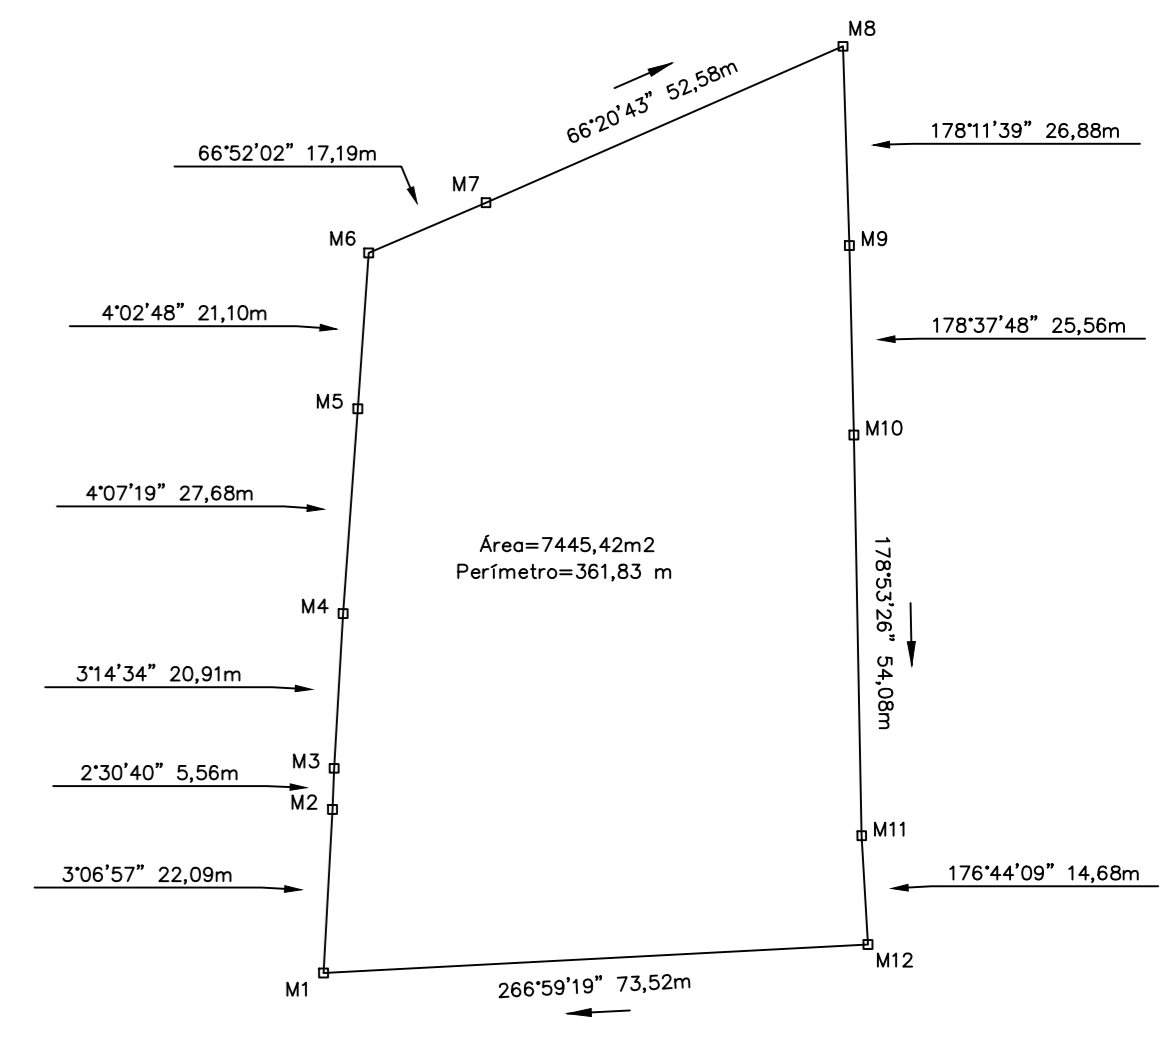 M8
66°20'43" 52,58m
178°11'39" 26,88m
66°52'02" 17,19m
M7
M6
M9
4°02'48" 21,10m
178°37'48" 25,56m
M5
M10
4°07'19" 27,68m
Área=7445,42m2
Perímetro=361,83 m
178°53'26" 54,08m
M4
3°14'34" 20,91m
M3
2°30'40" 5,56m
M2
M11
3°06'57" 22,09m
176°44'09" 14,68m
M12
M1
266°59'19" 73,52m